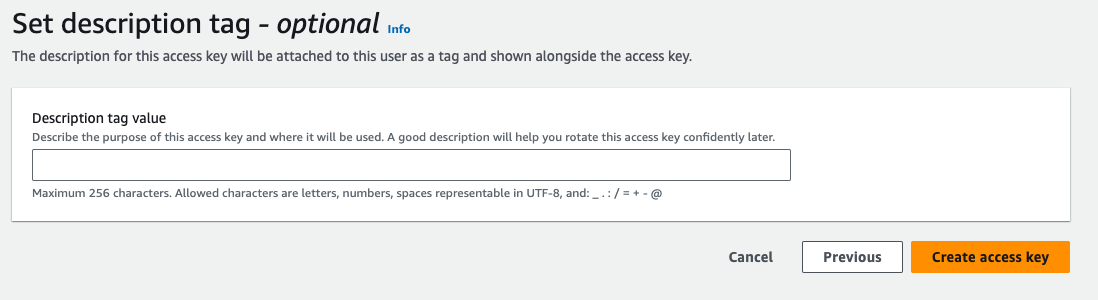 Set description tag - optional Info
The description for this access key will be attached to this user as a tag and shown alongside the access key.
Description tag value
Describe the purpose of this access key and where it will be used. A good description will help you rotate this access key confidently later.
Maximum 256 characters. Allowed characters are letters, numbers, spaces representable in UTF-8, and: _ . : / = + - @
Cancel Previous Create access key